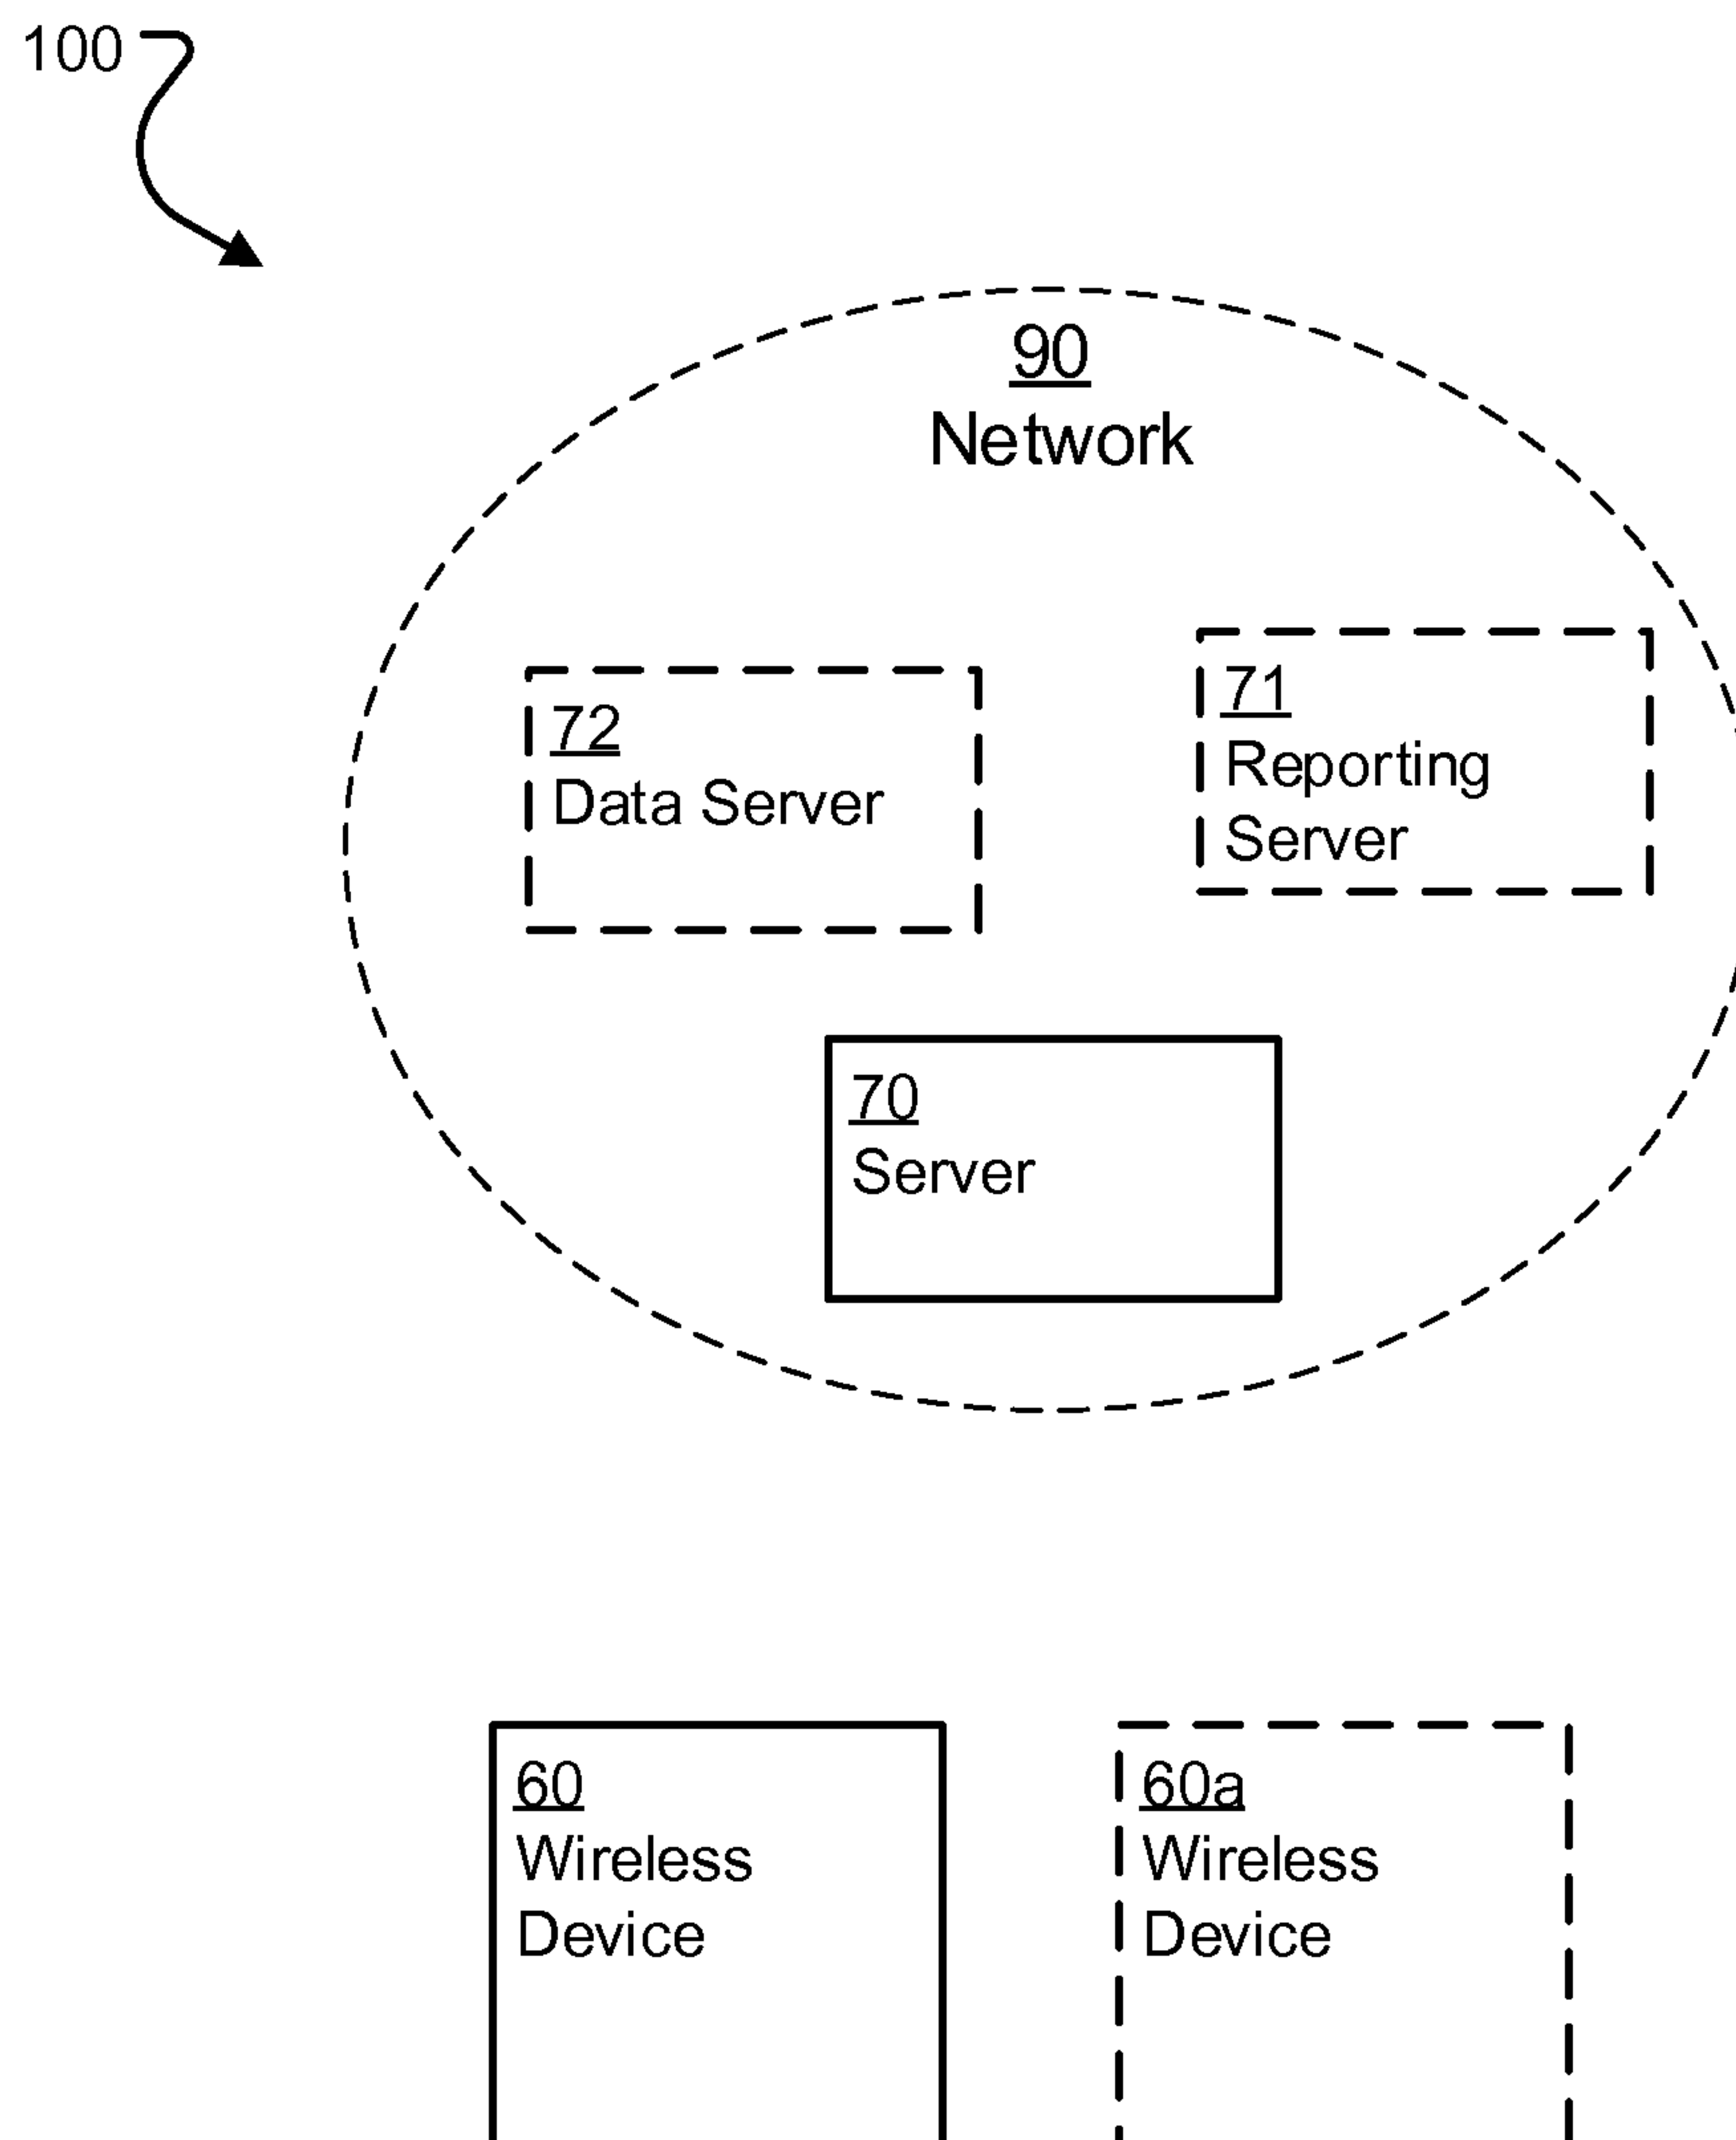 100
90
Network
72
Data Server
71
Reporting
Server
70
Server
60
Wireless
Device
60a
Wireless
Device